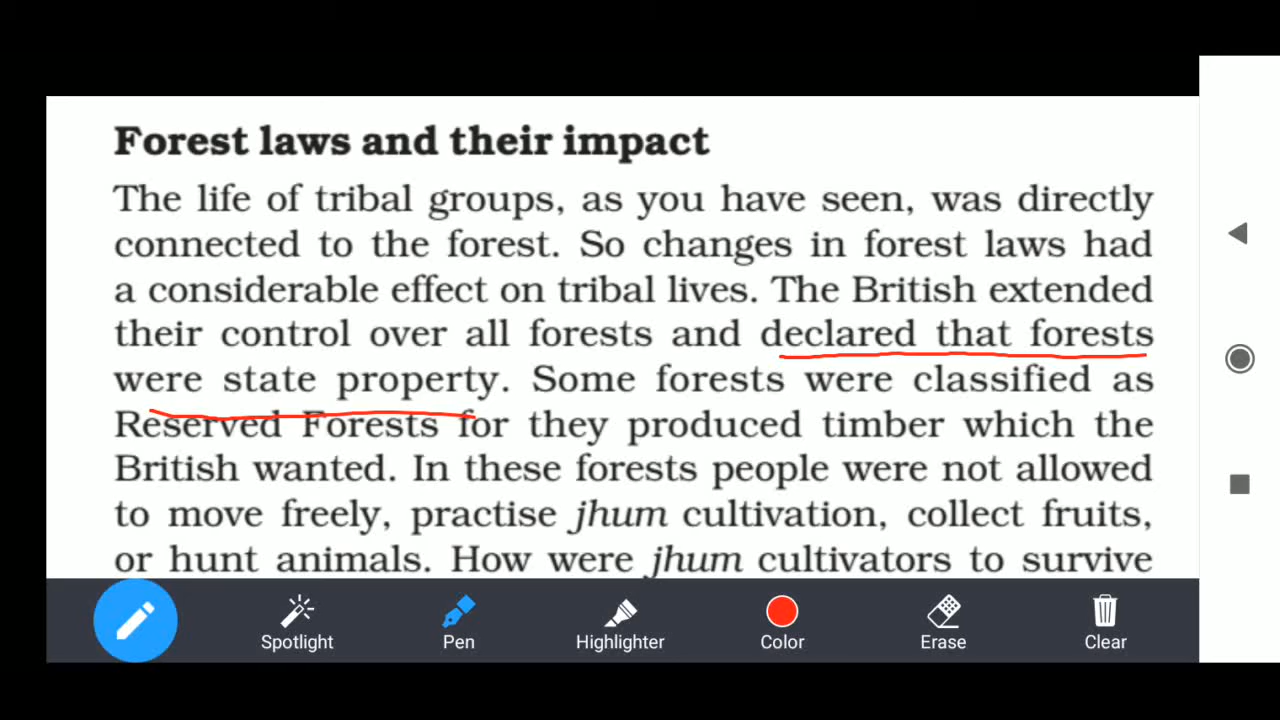 Forest laws and their impact
The life of tribal groups, as you have seen, was directly
connected to the forest. So changes in forest laws had
a considerable effect on tribal lives. The British extended
their control over all forests and declared that forests
were state property. Some forests were classified as
Reserved Forests for they produced timber which the
British wanted. In these forests people were not allowed
to move freely, practise jhum cultivation, collect fruits,
or hunt animals. How were jhum cultivators to survive
Spotlight Pen Highlighter Color Erase Clear